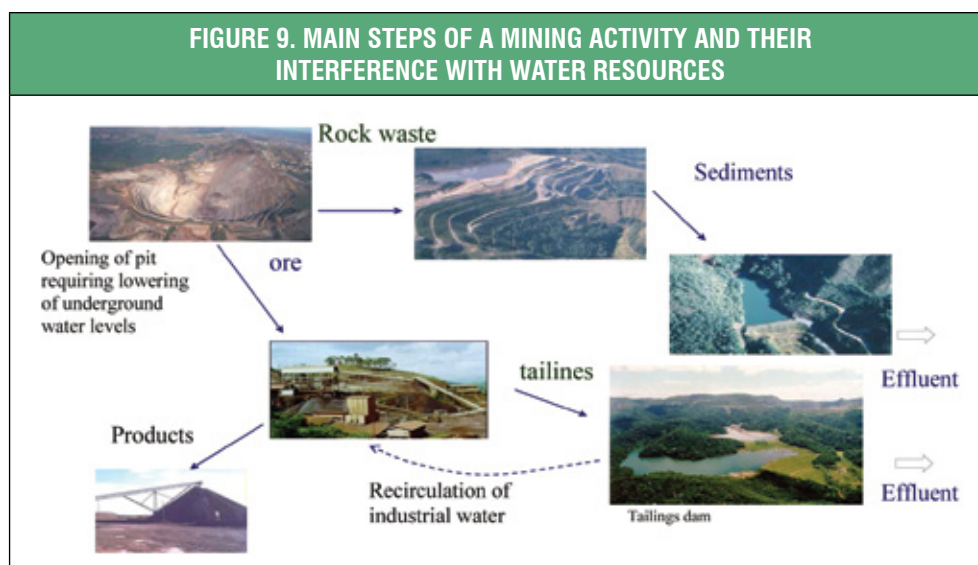 FIGURE 9. MAIN STEPS OF A MINING ACTIVITY AND THEIR
INTERFERENCE WITH WATER RESOURCES
Rock waste
Sediments
Opening of pit
requiring lowering
of underground
water levels
ore
Effluent
tailines
Products
Recirculation of
industrial water
Effluent
Tailings dam